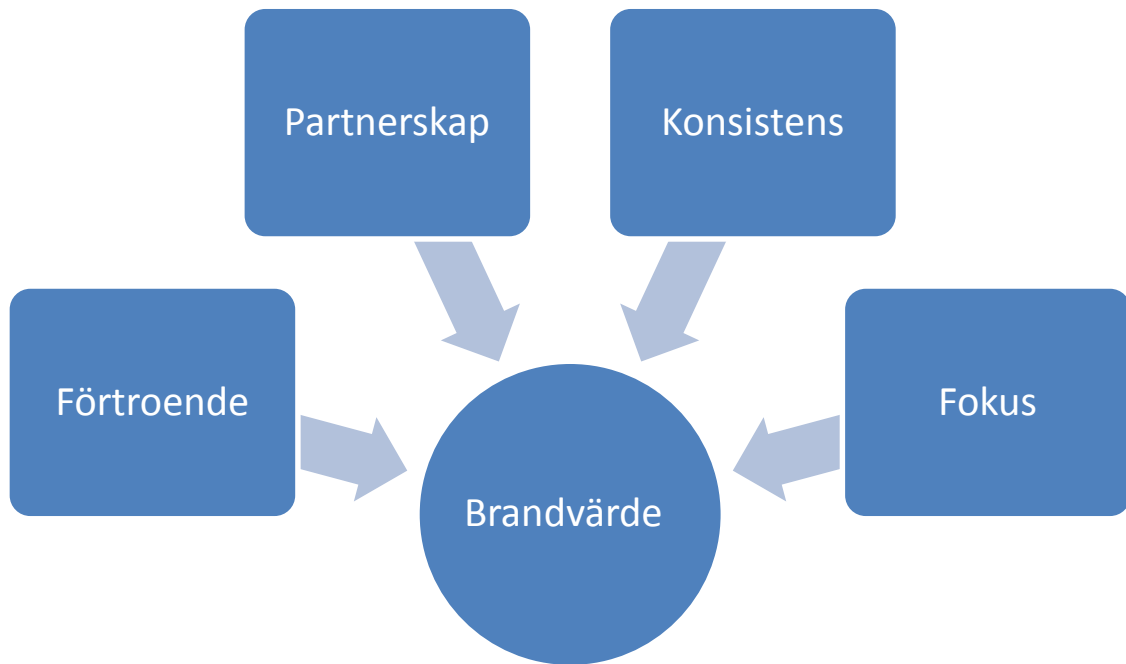 Partnerskap
Konsistens
Förtroende
Fokus
Brandvärde